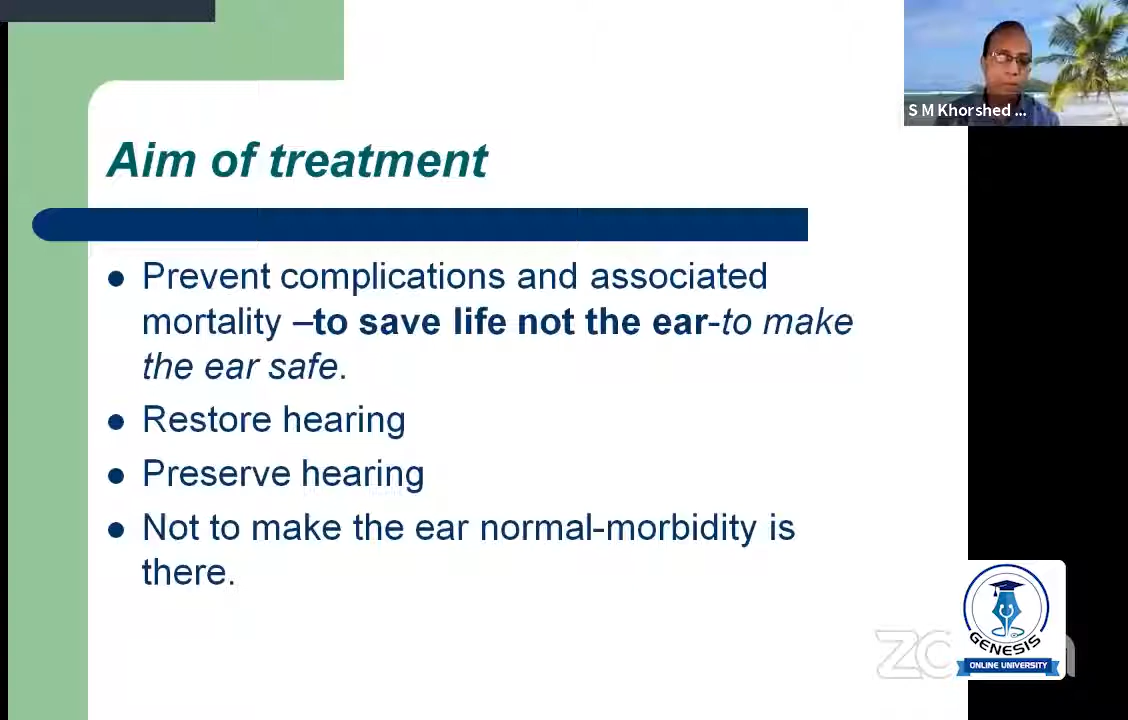 S M Khorshed ...
Aim of treatment
Prevent complications and associated
mortality –to save life not the ear-to make
the ear safe.
Restore hearing
Preserve hearing
Not to make the ear normal-morbidity is
there.
GENESIS
ONLINE UNIVERSITY